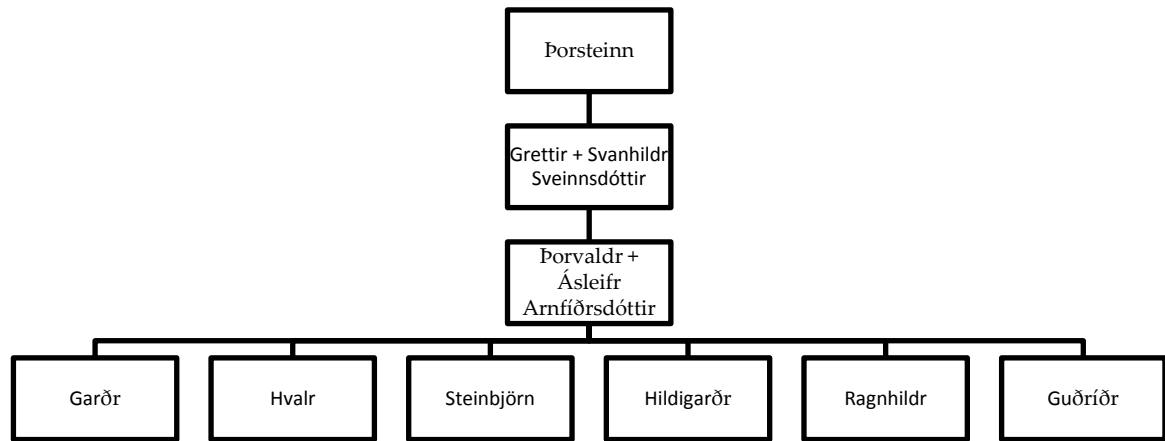 Þorsteinn
Grettir + Svanhildr
Sveinnsdóttir
Þorvaldr +
Ásleifr
Arnfíðrsdóttir
Garðr
Hvalr
Steinbjörn
Hildigarðr
Ragnhildr
Guðríðr